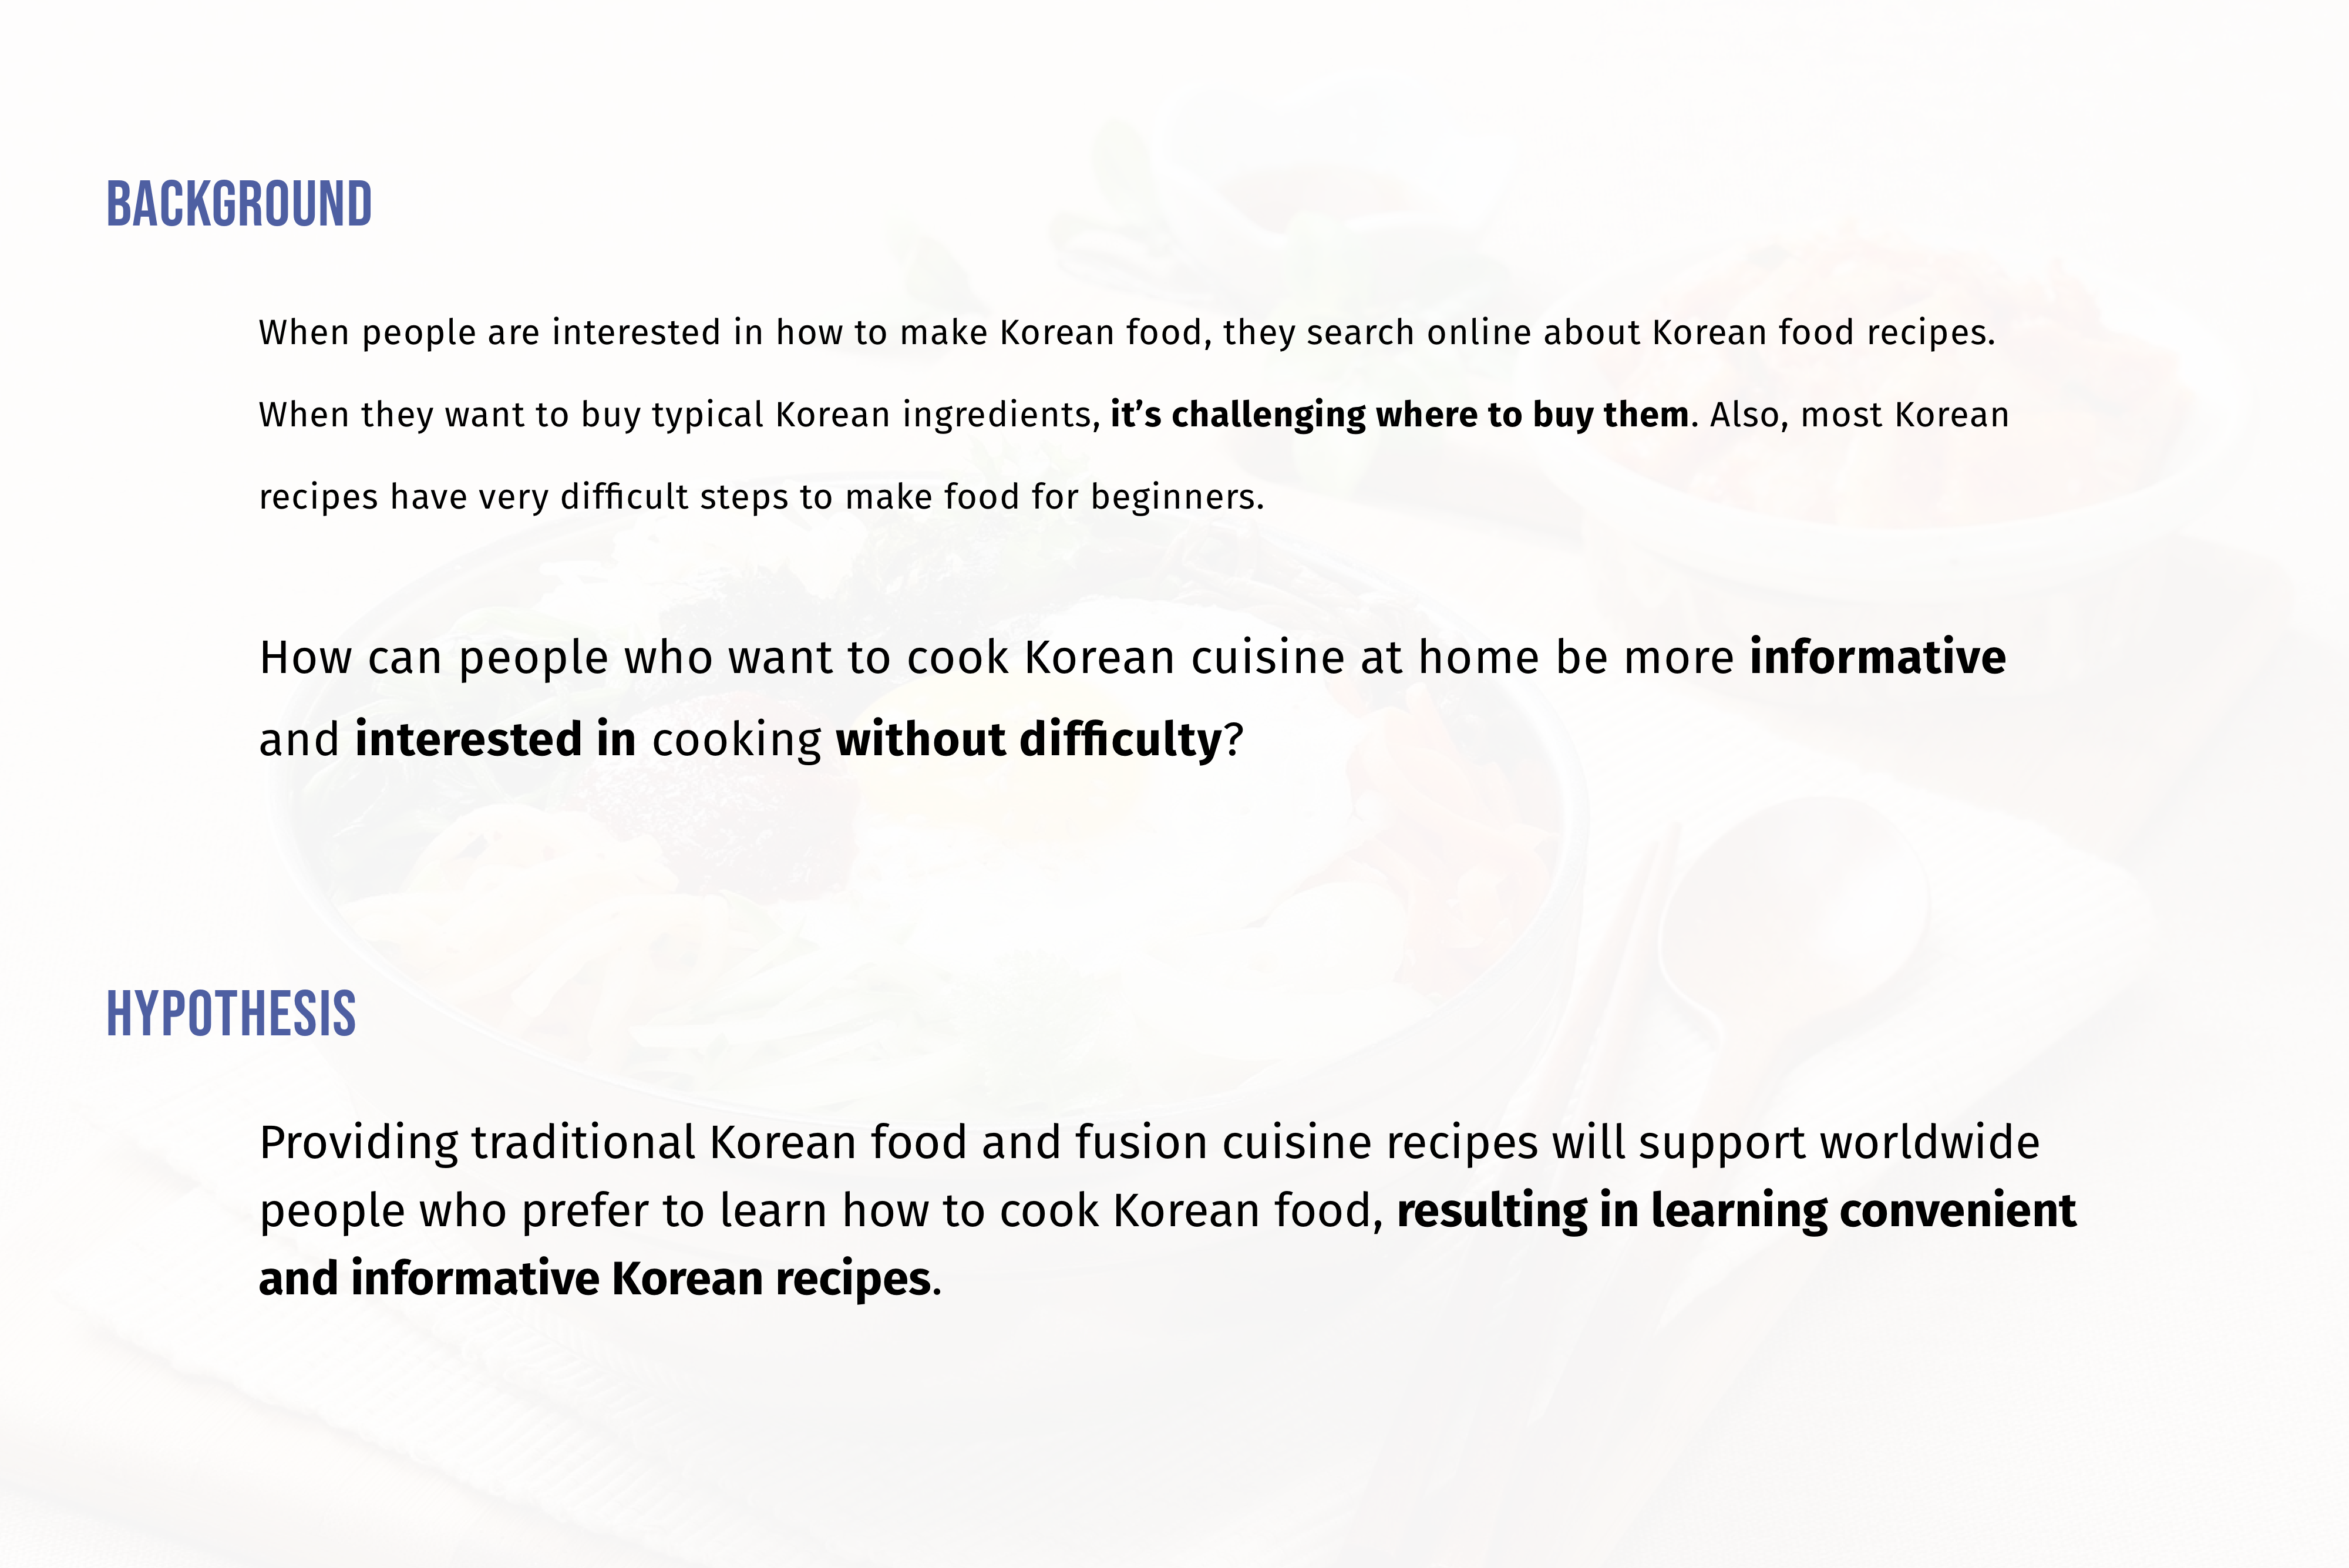 BACKGROUND
When people are interested in how to make Korean food, they search online about Korean food recipes.
When they want to buy typical Korean ingredients, it’s challenging where to buy them. Also, most Korean
recipes have very difficult steps to make food for beginners.
How can people who want to cook Korean cuisine at home be more informative
and interested in cooking without difficulty?
HYPOTHESIS
Providing traditional Korean food and fusion cuisine recipes will support worldwide
people who prefer to learn how to cook Korean food, resulting in learning convenient
and informative Korean recipes.